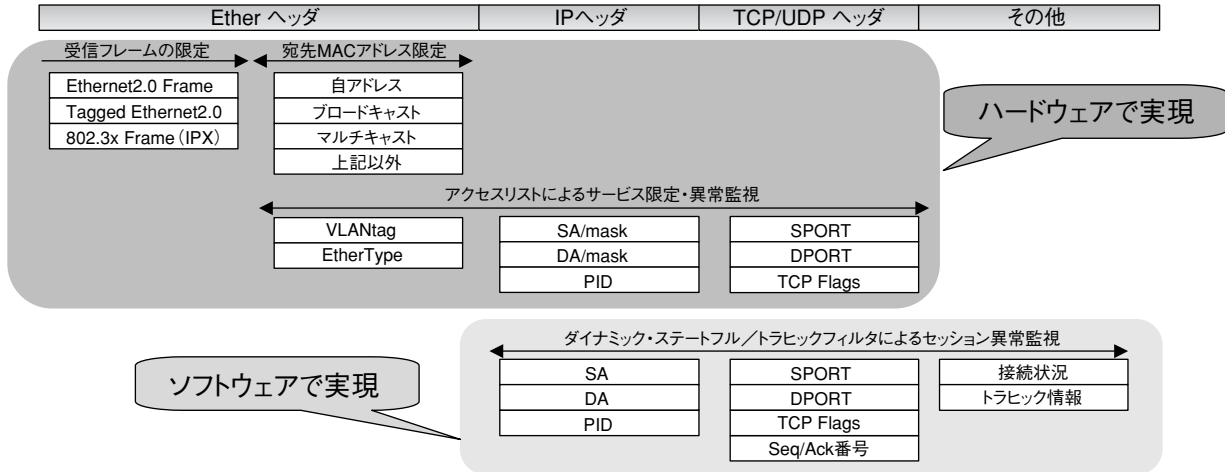 Ether ヘッダ
IPヘッダ
TCP/UDP ヘッダ
その他
受信フレームの限定
宛先MACアドレス限定
Ethernet2.0 Frame
Tagged Ethernet2.0
802.3x Frame（IPX）
自アドレス
ブロードキャスト
マルチキャスト
上記以外
ハードウェアで実現
アクセスリストによるサービス限定・異常監視
VLANtag
EtherType
SA/mask
DA/mask
PID
SPORT
DPORT
TCP Flags
ダイナミック・ステートフル／トラヒックフィルタによるセッション異常監視
ソフトウェアで実現
SA
DA
PID
SPORT
DPORT
TCP Flags
Seq/Ack番号
接続状況
トラヒック情報